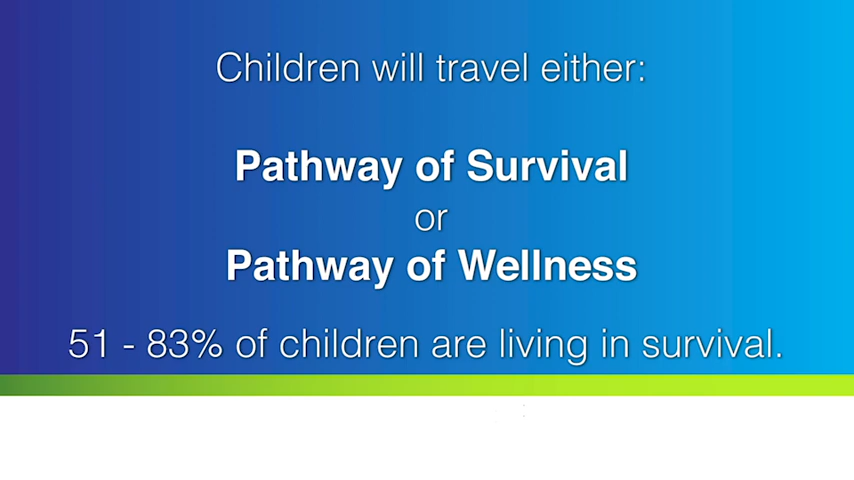 Children will travel either:
Pathway of Survival
or
Pathway of Wellness
51 - 83% of children are living in survival.